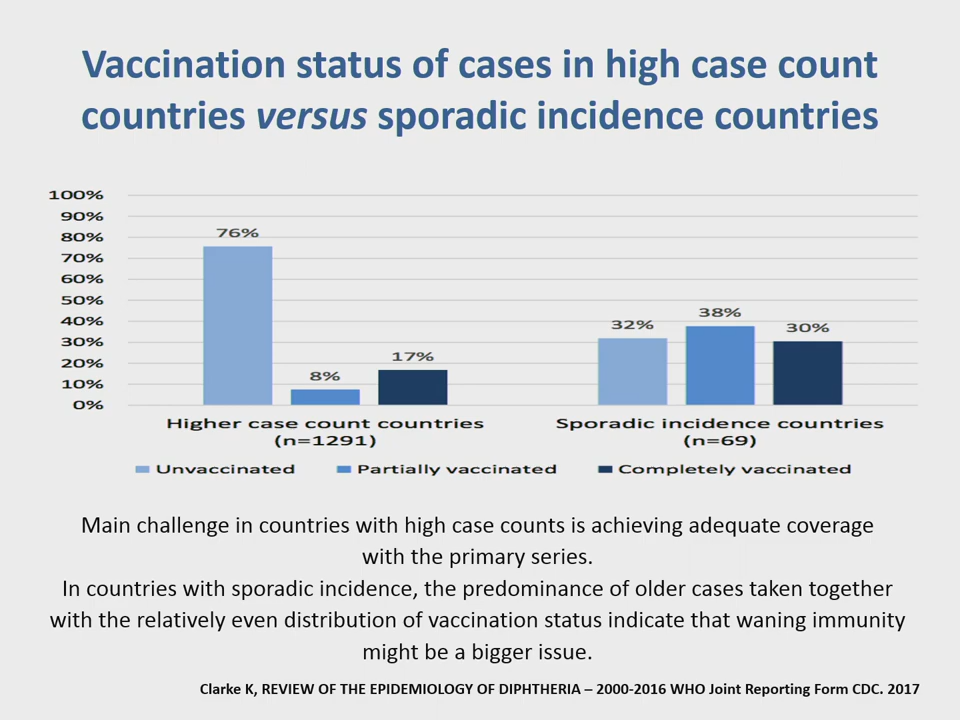 Vaccination status of cases in high case count
countries versus sporadic incidence countries
100%
90%
80%
70%
60%
50%
40%
30%
20%
10%
0%
76%
8%
17%
32%
38%
30%
Higher case count countries
(n=1291)
Sporadic incidence countries
(n=69)
Unvaccinated
Partially vaccinated
Completely vaccinated
Main challenge in countries with high case counts is achieving adequate coverage
with the primary series.
In countries with sporadic incidence, the predominance of older cases taken together
with the relatively even distribution of vaccination status indicate that waning immunity
might be a bigger issue.
Clarke K, REVIEW OF THE EPIDEMIOLOGY OF DIPHTHERIA – 2000-2016 WHO Joint Reporting Form CDC. 2017